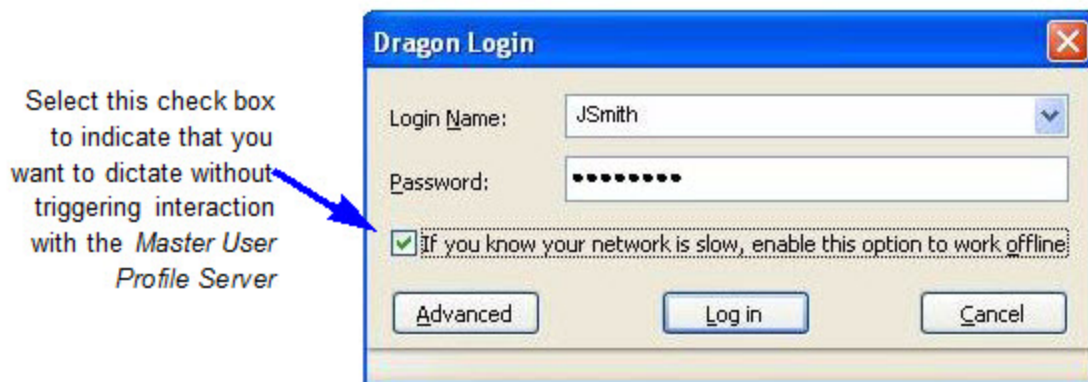 Dragon Login
Select this check box
to indicate that you
want to dictate without
triggering interaction
with the Master User
Profile Server
Login Name:
JSmith
Password:
••••••••
If you know your network is slow, enable this option to work offline
Advanced
Log in
Cancel